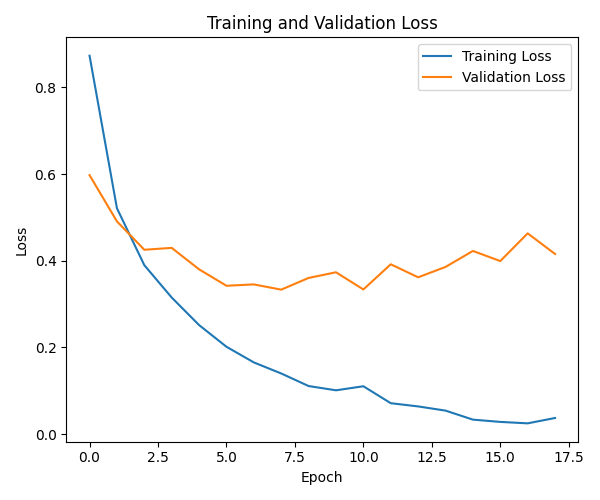 Training and Validation Loss
Training Loss
Validation Loss
Loss
0.8
0.6
0.4
0.2
0.0
0.0 2.5 5.0 7.5 10.0 12.5 15.0 17.5
Epoch